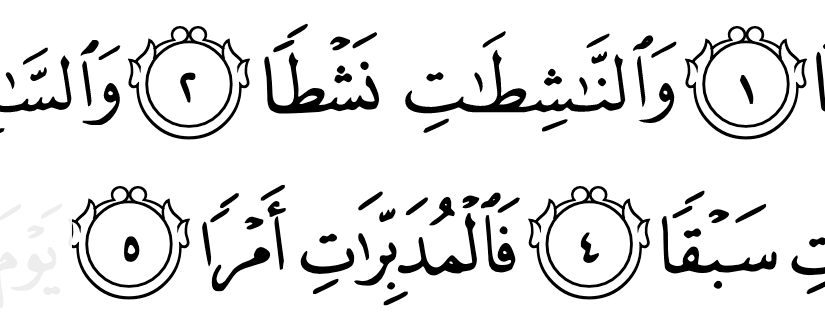 ١ وَٱلنَّـٰشِطَـٰتِ نَشْطًا ٢
سَبْقًا ٤ فَٱلْمُدَبِّرَٰتِ أَمْرًا ٥ يَوْمَ